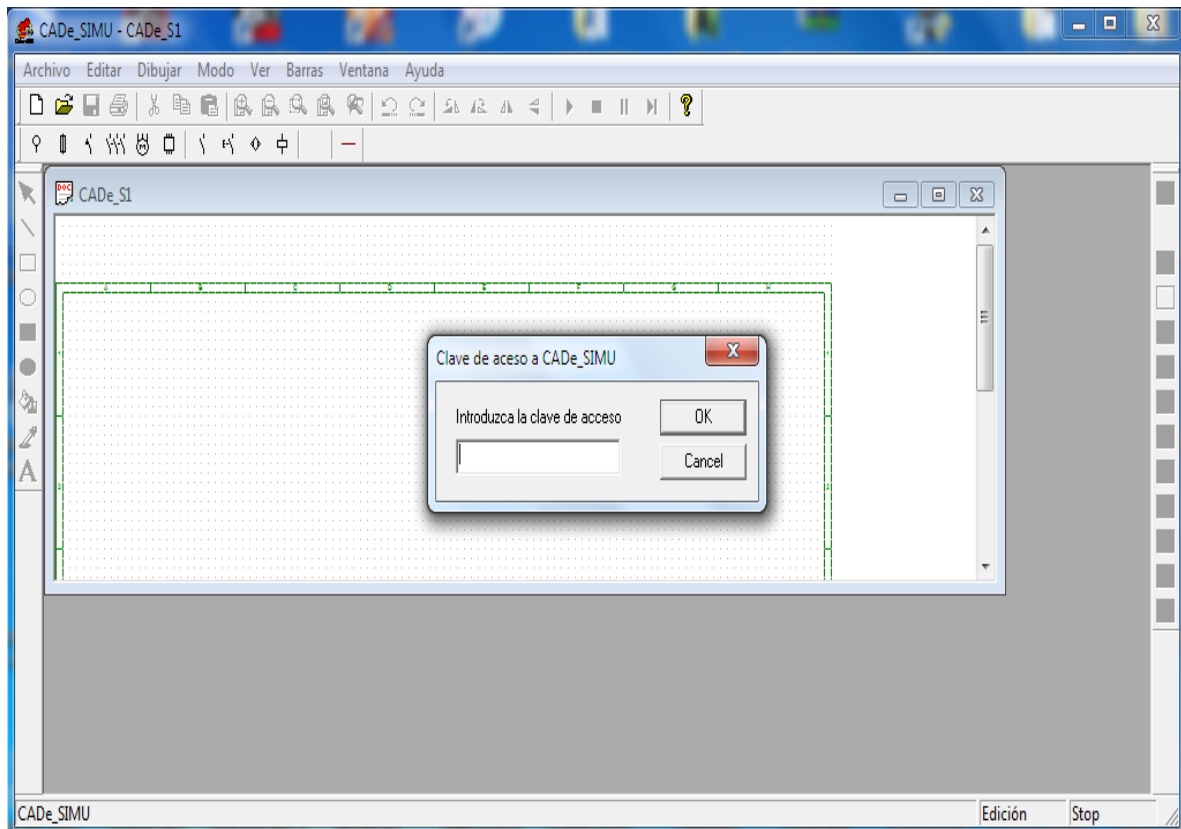 CADe_SIMU - CADe_S1
Archivo Editar Dibujar Modo Ver Barras Ventana Ayuda
CADe_S1
Clave de aceso a CADe_SIMU
Introduzca la clave de acceso
OK
Cancel
A
CADe_SIMU
Edición
Stop